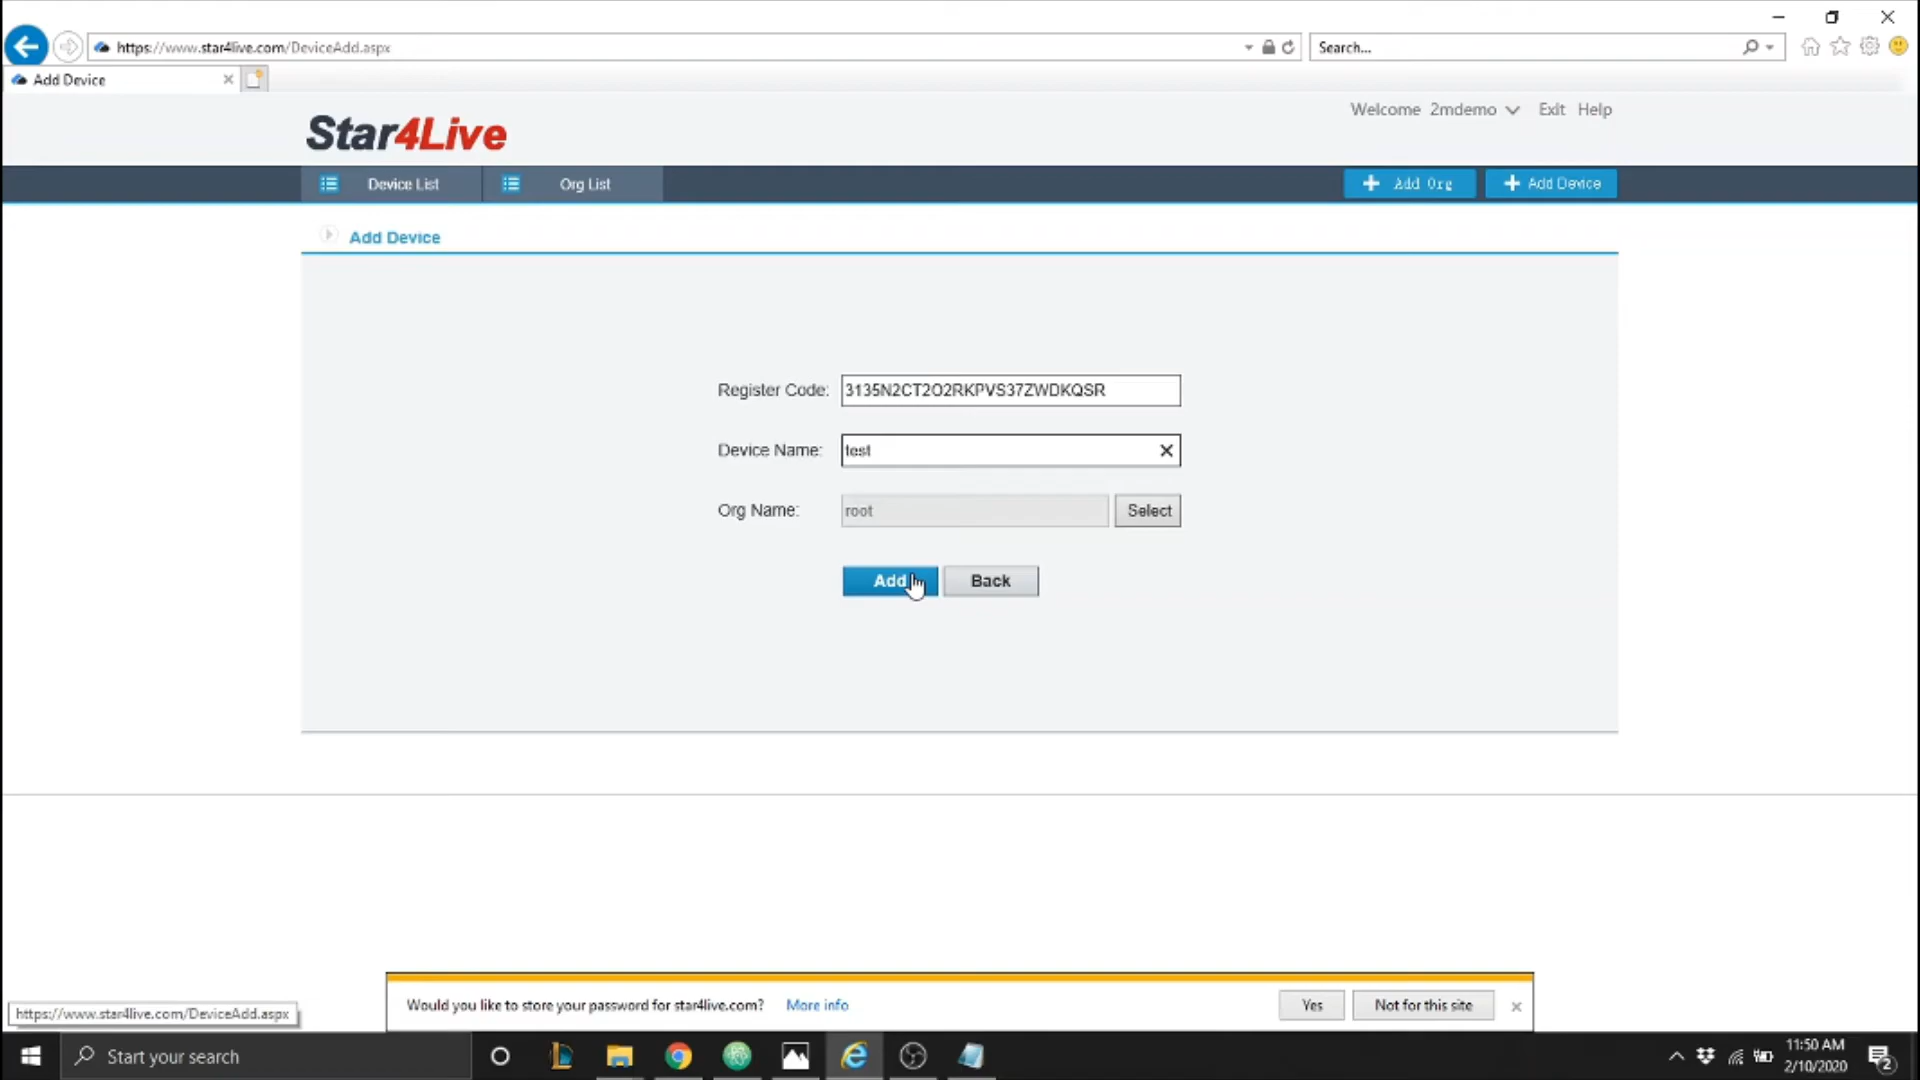 https://www.star4live.com/DeviceAdd.aspx
Search...
Add Device
Welcome 2mdemo Exit Help
Star4Live
Device List
Org List
Add Org
Add Device
Add Device
Register Code: 3135N2CT2O2RKPVS37ZWDKQSR
Device Name: test
Org Name: root Select
Add Back
Would you like to store your password for star4live.com? More info Yes Not for this site
https://www.star4live.com/DeviceAdd.aspx
Start your search
11:50 AM
2/10/2020
2